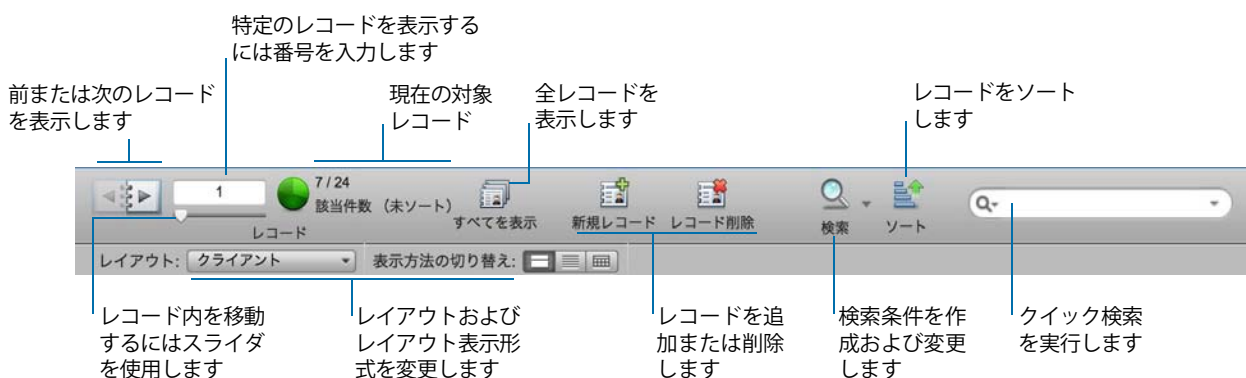 特定のレコードを表示する
には番号を入力します
前または次のレコード
を表示します
現在の対象
レコード
全レコードを
表示します
レコードをソート
します
1
7 / 24
該当件数 （未ソート）
レコード
すべてを表示
新規レコード
レコード削除
検索
ソート
レイアウト:
クライアント
表示方法の切り替え:
レコード内を移動
するにはスライダ
を使用します
レイアウトおよび
レイアウト表示形
式を変更します
レコードを追
加または削除
します
検索条件を作
成および変更
します
クイック検索
を実行します